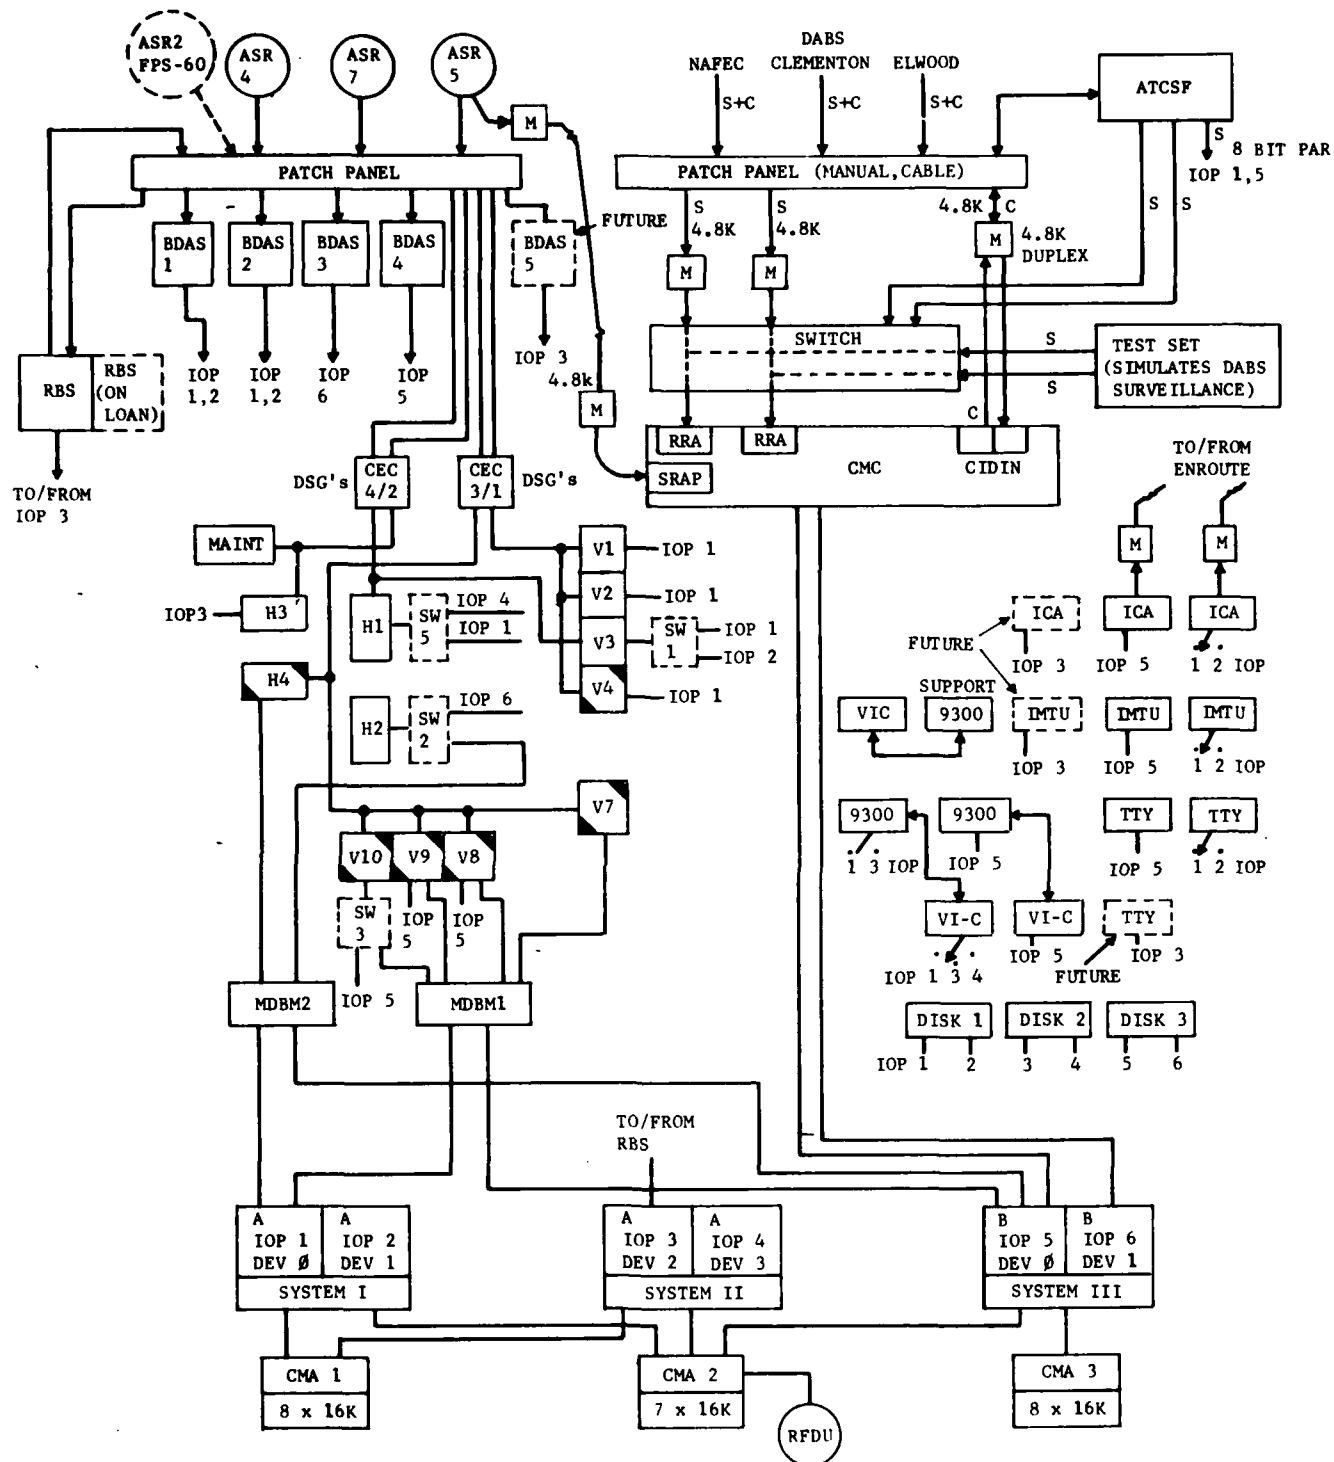 ASR2
FPS-60
ASR
4
ASR
7
ASR
5
M
NAFEC
DABS
CLEMENTON
ELWOOD
S+C
S+C
S+C
ATCSF
S
8 BIT PAR
IOP 1,5
PATCH PANEL
PATCH PANEL (MANUAL,CABLE)
S
4.8K
S
4.8K
4.8K
C
S
S
BDAS
1
BDAS
2
BDAS
3
BDAS
4
BDAS
5
FUTURE
M
M
M
4.8K
DUPLEX
IOP
1,2
IOP
1,2
IOP
6
IOP
5
IOP 3
4.8k
M
RBS
RBS
(ON
LOAN)
TO/FROM
IOP 3
SWITCH
S
S
TEST SET
(SIMULATES DABS
SURVEILLANCE)
C
RRA
RRA
SRAP
CMC
CIDIN
DSG's
CEC
4/2
CEC
3/1
DSG's
TO/FROM
ENROUTE
M
M
MAINT
IOP3
H3
H1
SW
5
IOP 4
IOP 1
V1
IOP 1
V2
IOP 1
V3
SW
1
IOP 1
IOP 2
V4
IOP 1
H4
H2
SW
2
IOP 6
ICA
ICA
ICA
FUTURE
IOP 3
IOP 5
1 2 IOP
SUPPORT
VIC
9300
IMTU
IMTU
IMTU
IOP 3
IOP 5
1 2 IOP
V7
V10
V9
V8
SW
3
IOP
5
IOP
5
IOP 5
9300
9300
TTY
TTY
1 3 IOP
IOP 5
IOP 5
1 2 IOP
VI-C
VI-C
TTY
IOP 1 3 4
IOP 5
IOP 3
FUTURE
MDBM2
MDBM1
DISK 1
DISK 2
DISK 3
IOP 1
2
3
4
5
6
TO/FROM
RBS
A
IOP 1
DEV Ø
A
IOP 2
DEV 1
SYSTEM I
A
IOP 3
DEV 2
A
IOP 4
DEV 3
SYSTEM II
B
IOP 5
DEV Ø
B
IOP 6
DEV 1
SYSTEM III
CMA 1
8 x 16K
CMA 2
7 x 16K
CMA 3
8 x 16K
RFDU